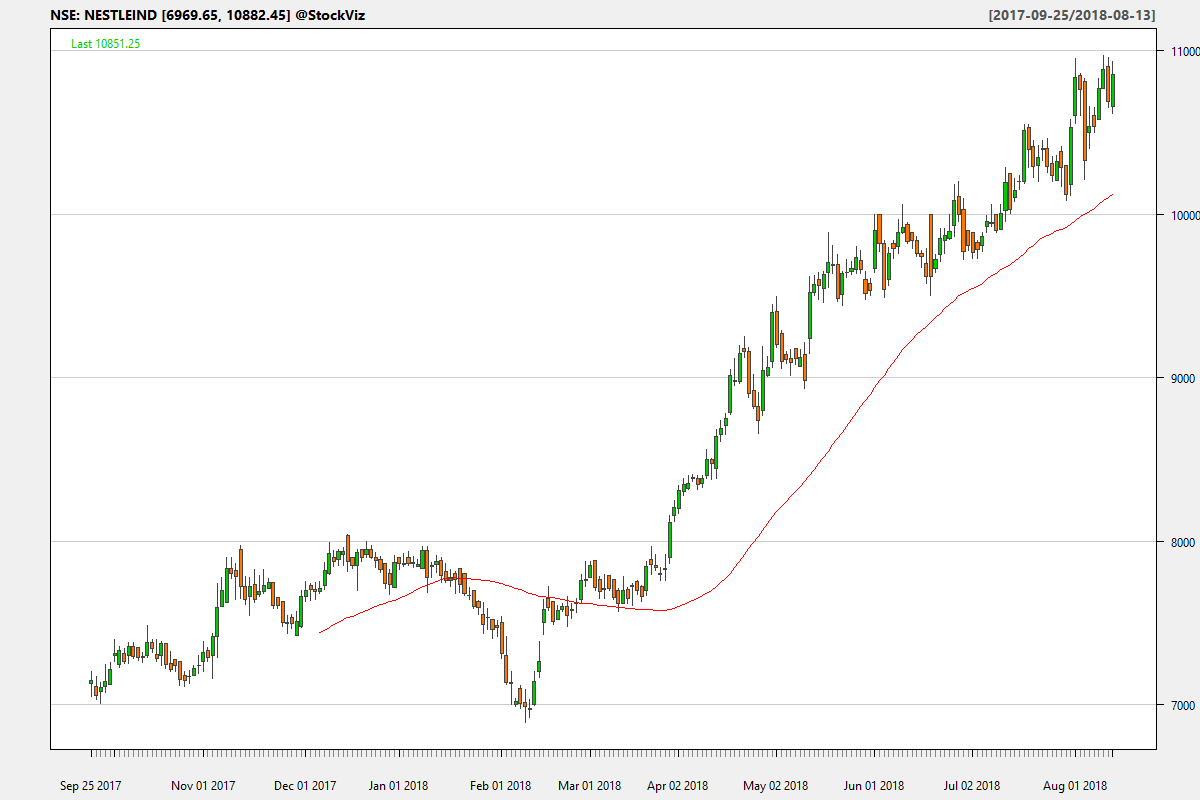 NSE: NESTLEIND [6969.65, 10882.45] @StockViz
[2017-09-25/2018-08-13]
Last 10851.25
11000
10000
9000
8000
7000
Sep 25 2017
Nov 01 2017
Dec 01 2017
Jan 01 2018
Feb 01 2018
Mar 01 2018
Apr 02 2018
May 02 2018
Jun 01 2018
Jul 02 2018
Aug 01 2018